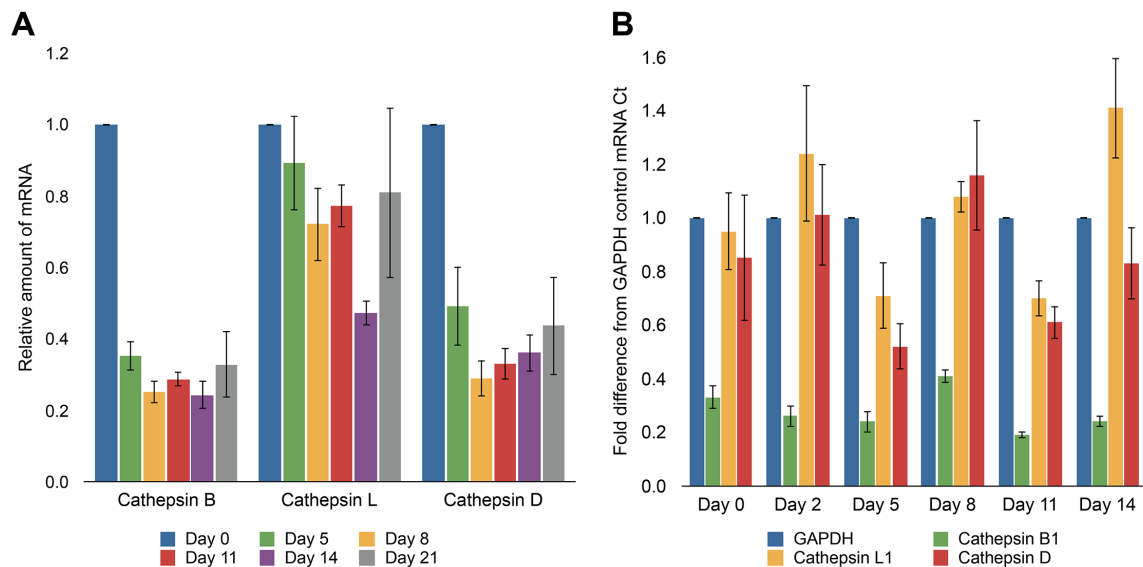 A
Relative amount of mRNA
1.2
1.0
0.8
0.6
0.4
0.2
0.0
Cathepsin B Cathepsin L Cathepsin D
Day 0 Day 5 Day 8
Day 11 Day 14 Day 21
B
Fold difference from GAPDH control mRNA Ct
1.6
1.4
1.2
1.0
0.8
0.6
0.4
0.2
0.0
Day 0 Day 2 Day 5 Day 8 Day 11 Day 14
GAPDH Cathepsin B1
Cathepsin L1 Cathepsin D